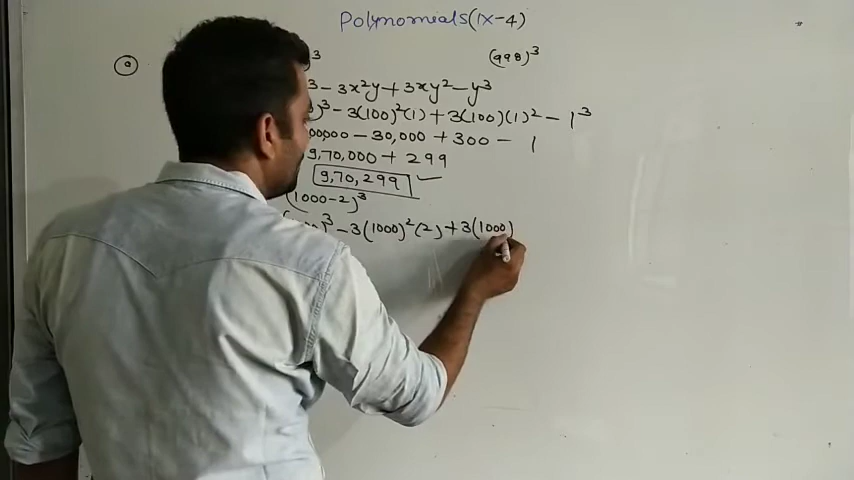 Polynomials (IX-4)
a )³ (998)³
3 - 3x²y + 3xy² - y³
)³ - 3(100)²(1) + 3(100)(1)² - 1³
00,000 - 30,000 + 300 - 1
9,70,000 + 299
9,70,299
(1000-2)³
)³ - 3(1000)²(2) + 3(1000)